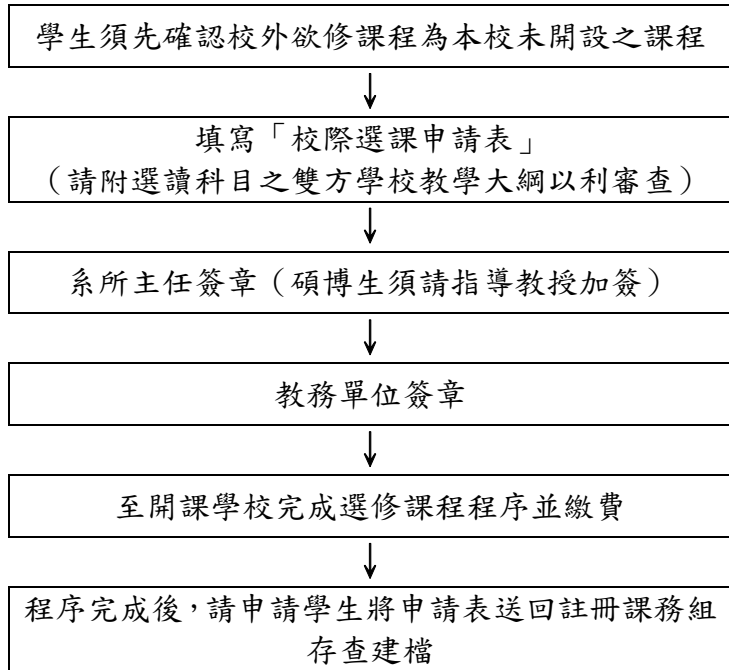 學生須先確認校外欲修課程為本校未開設之課程
填寫「校際選課申請表」
（請附選讀科目之雙方學校教學大綱以利審查）
系所主任簽章（碩博生須請指導教授加簽）
教務單位簽章
至開課學校完成選修課程程序並繳費
程序完成後，請申請學生將申請表送回註冊課務組
存查建檔